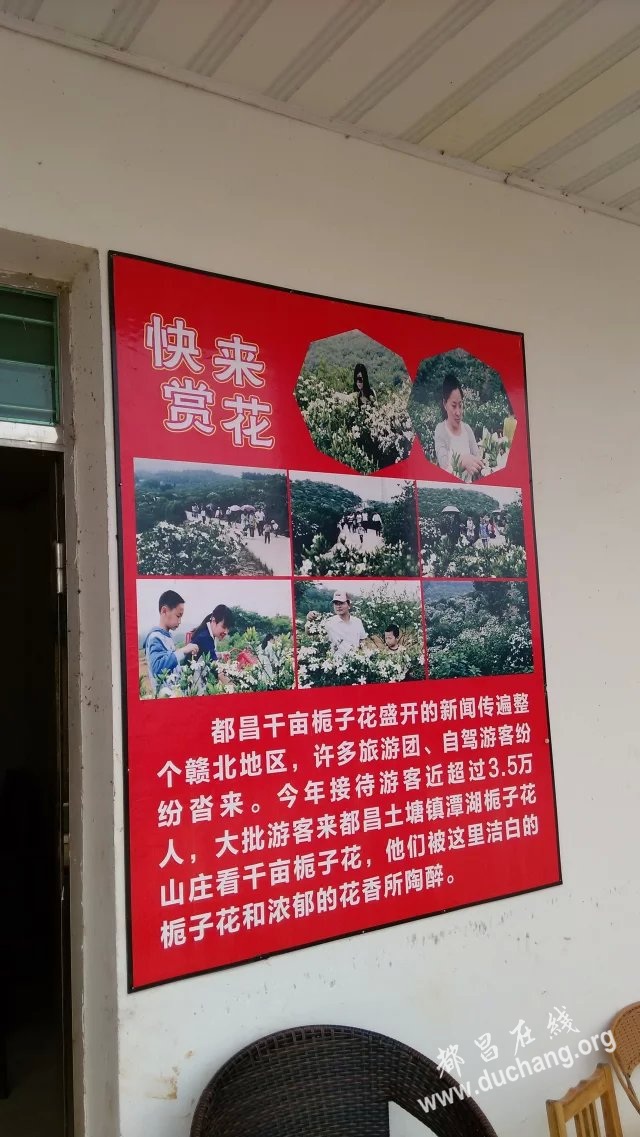 快来
赏花
都昌千亩栀子花盛开的新闻传遍整
个赣北地区，许多旅游团、自驾游客纷
纷沓来。今年接待游客近超过3.5万
人，大批游客来都昌土塘镇潭湖栀子花
山庄看千亩栀子花，他们被这里洁白的
栀子花和浓郁的花香所陶醉。
都昌在线
www.duchang.org